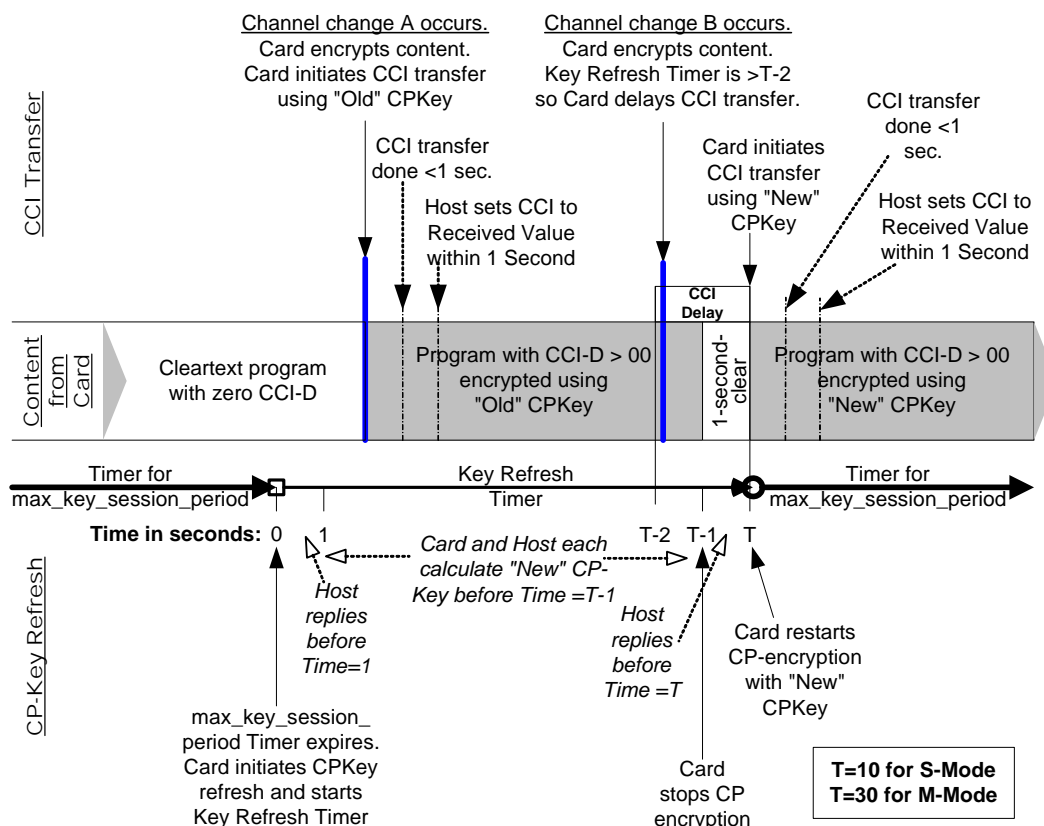 Channel change A occurs.
Card encrypts content.
Card initiates CCI transfer
using "Old" CPKey
Channel change B occurs.
Card encrypts content.
Key Refresh Timer is >T-2
so Card delays CCI transfer.
CCI Transfer
CCI transfer
done <1 sec.
Host sets CCI to
Received Value
within 1 Second
Card initiates
CCI transfer
using "New"
CPKey
CCI transfer
done <1
sec.
Host sets CCI to
Received Value
within 1 Second
CCI
Delay
Content
from
Card
Cleartext program
with zero CCI-D
Program with CCI-D > 00
encrypted using
"Old" CPKey
1-second-
clear
Program with CCI-D > 00
encrypted using
"New" CPKey
Timer for
max_key_session_period
Key Refresh
Timer
Timer for
max_key_session_period
Time in seconds: 0 1 T-2 T-1 T
CP-Key Refresh
Host
replies
before
Time=1
Card and Host each
calculate "New" CP-
Key before Time =T-1
Host
replies
before
Time =T
Card restarts
CP-encryption
with "New"
CPKey
max_key_session_
period Timer expires.
Card initiates CPKey
refresh and starts
Key Refresh Timer
Card
stops CP
encryption
T=10 for S-Mode
T=30 for M-Mode